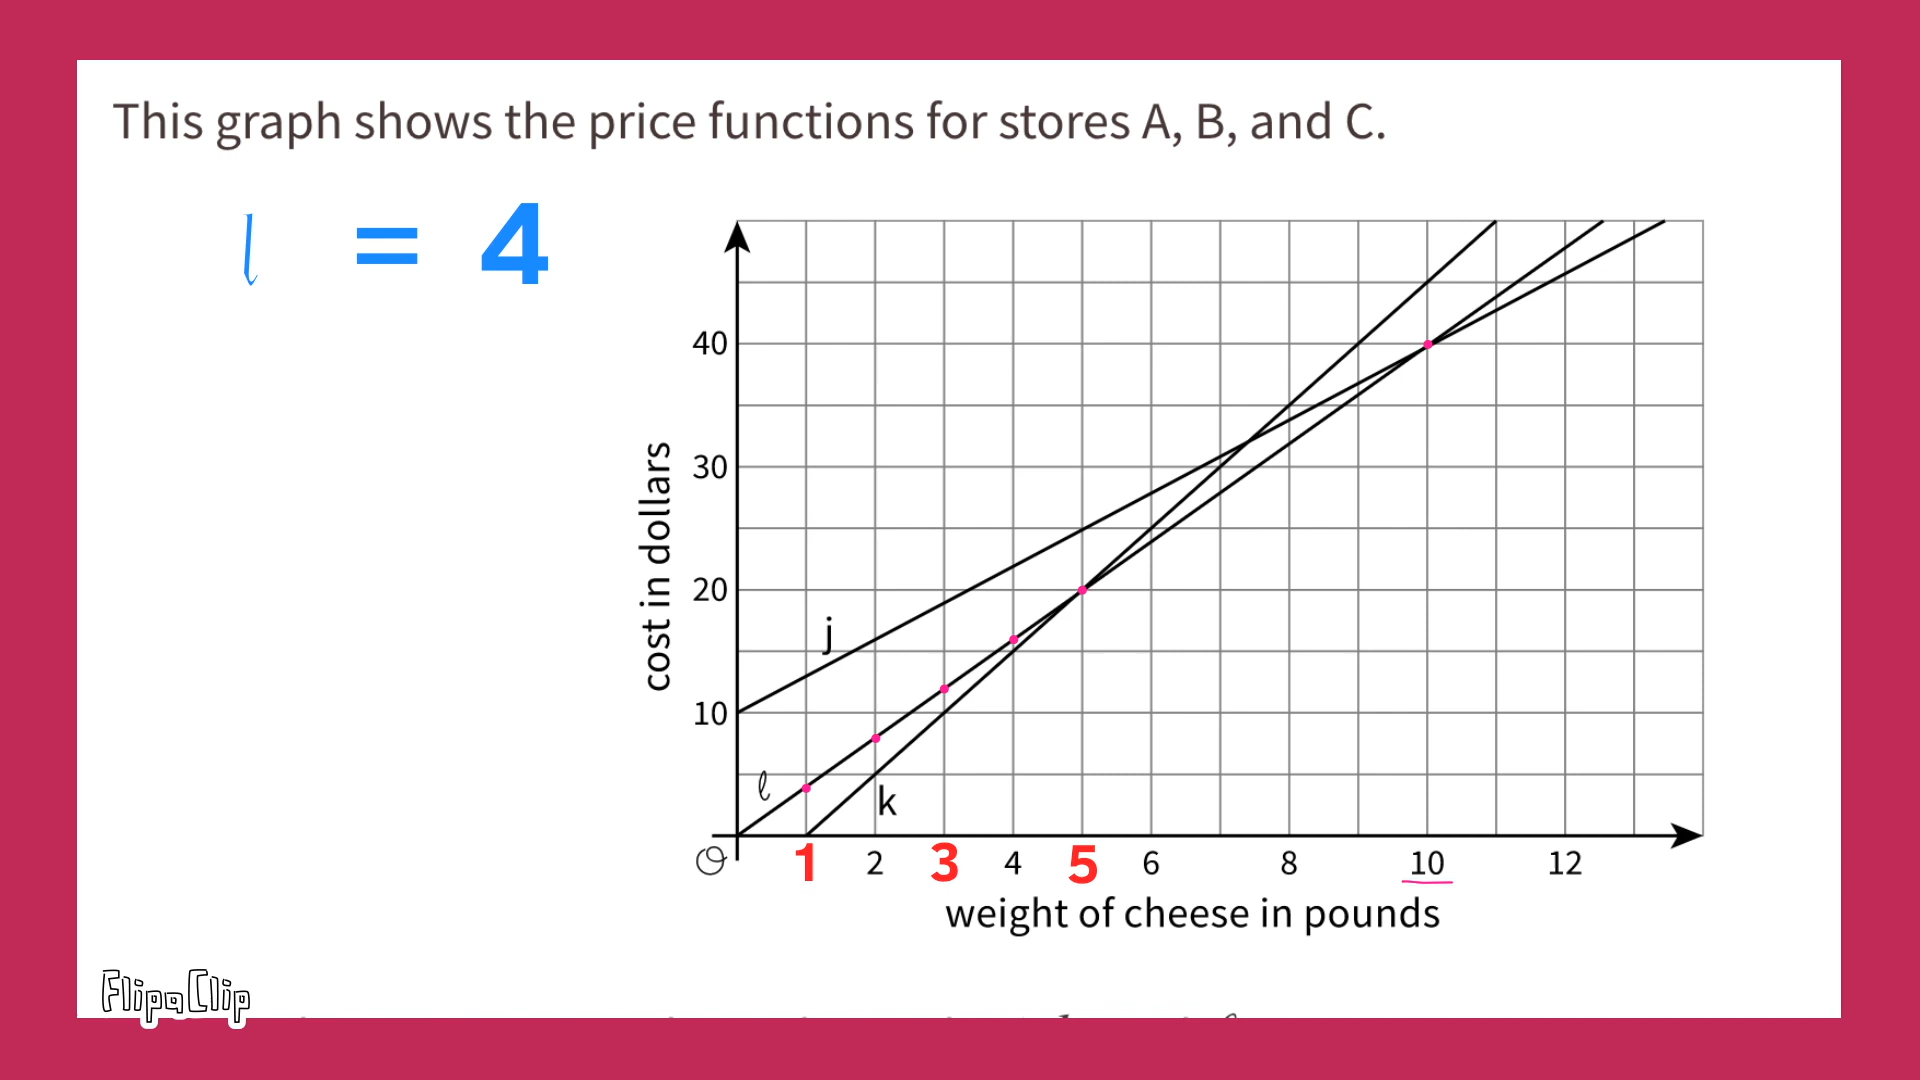 This graph shows the price functions for stores A, B, and C.
l = 4
cost in dollars
40
30
20
10
j
ℓ
k
O 1 2 3 4 5 6 8 10 12
weight of cheese in pounds
FlipaClip